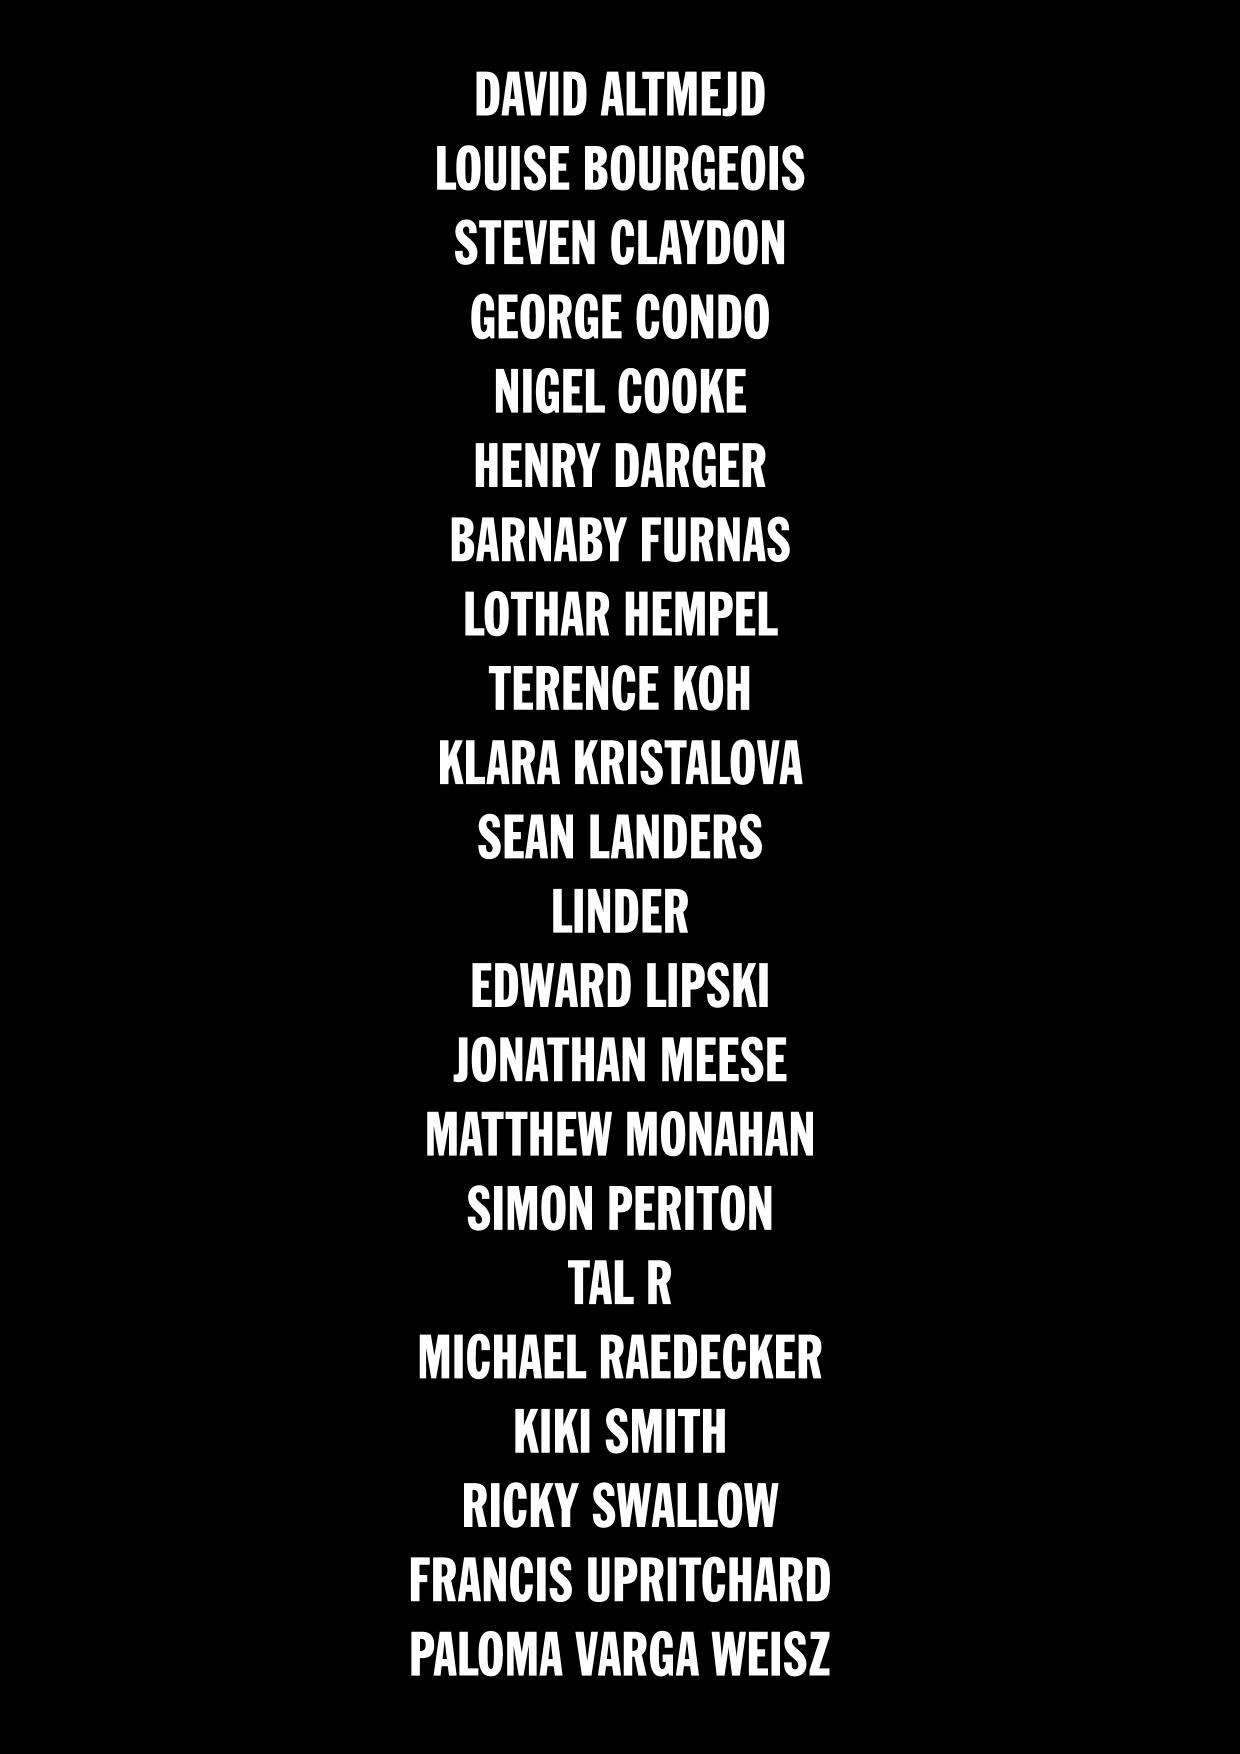 DAVID ALTMEJD
LOUISE BOURGEOIS
STEVEN CLAYDON
GEORGE CONDO
NIGEL COOKE
HENRY DARGER
BARNABY FURNAS
LOTHAR HEMPEL
TERENCE KOH
KLARA KRISTALOVA
SEAN LANDERS
LINDER
EDWARD LIPSKI
JONATHAN MEESE
MATTHEW MONAHAN
SIMON PERITON
TAL R
MICHAEL RAEDECKER
KIKI SMITH
RICKY SWALLOW
FRANCIS UPRITCHARD
PALOMA VARGA WEISZ